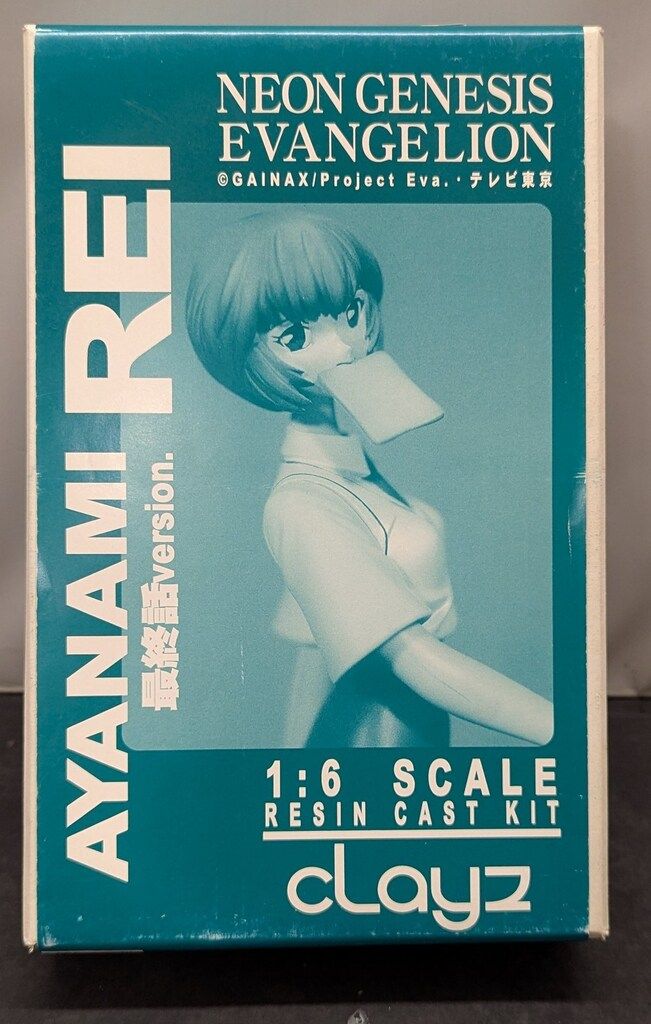 NEON GENESIS
EVANGELION
©GAINAX/Project Eva.・テレビ東京
AYANAMI REI
最終話version.
1:6 SCALE
RESIN CAST KIT
clayz